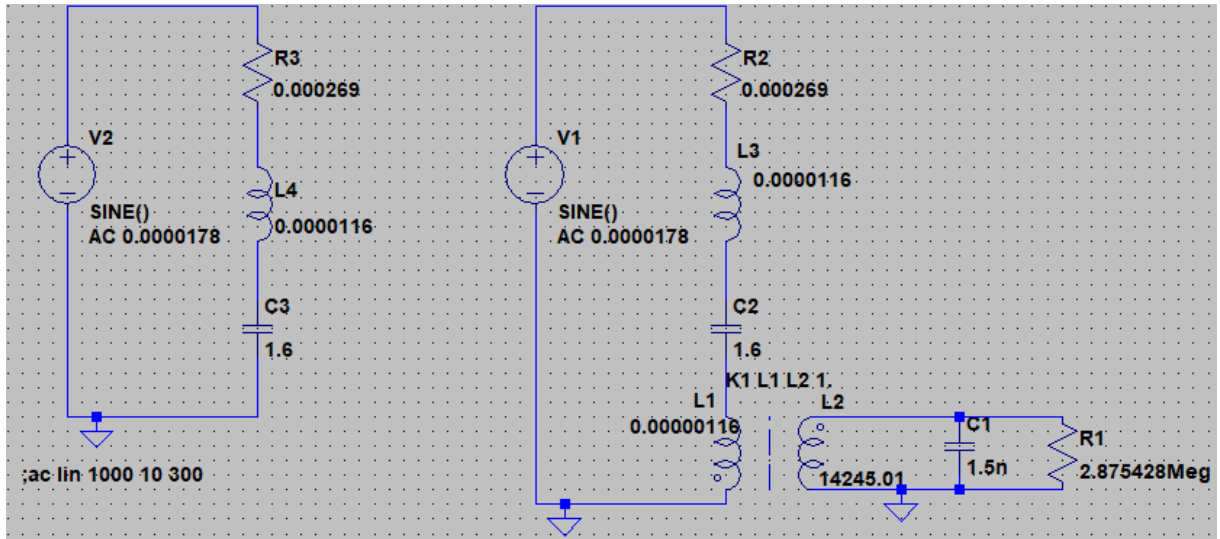 R3
0.000269
V2
SINE()
AC 0.0000178
L4
0.0000116
C3
1.6
;ac lin 1000 10 300
R2
0.000269
V1
SINE()
AC 0.0000178
L3
0.0000116
C2
1.6
K1 L1 L2 1.
L1
0.00000116
L2
14245.01
C1
1.5n
R1
2.875428Meg